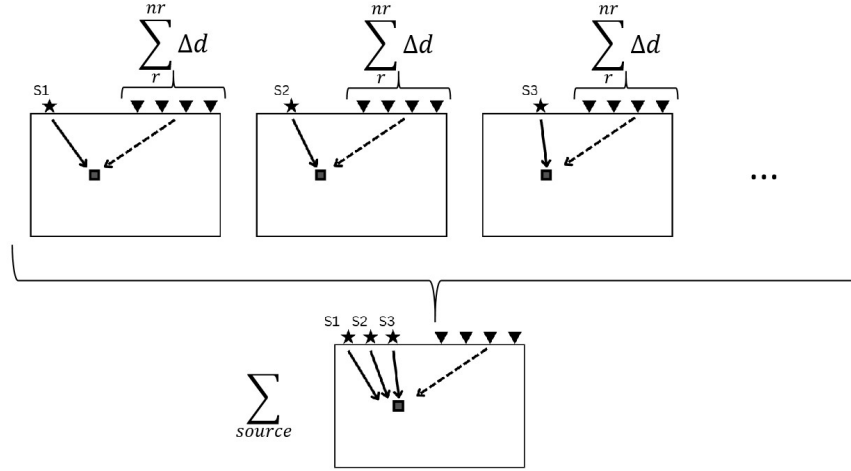 nr nr nr
∑ Δd ∑ Δd ∑ Δd
r r r
S1 S2 S3
...
S1 S2 S3
∑
source